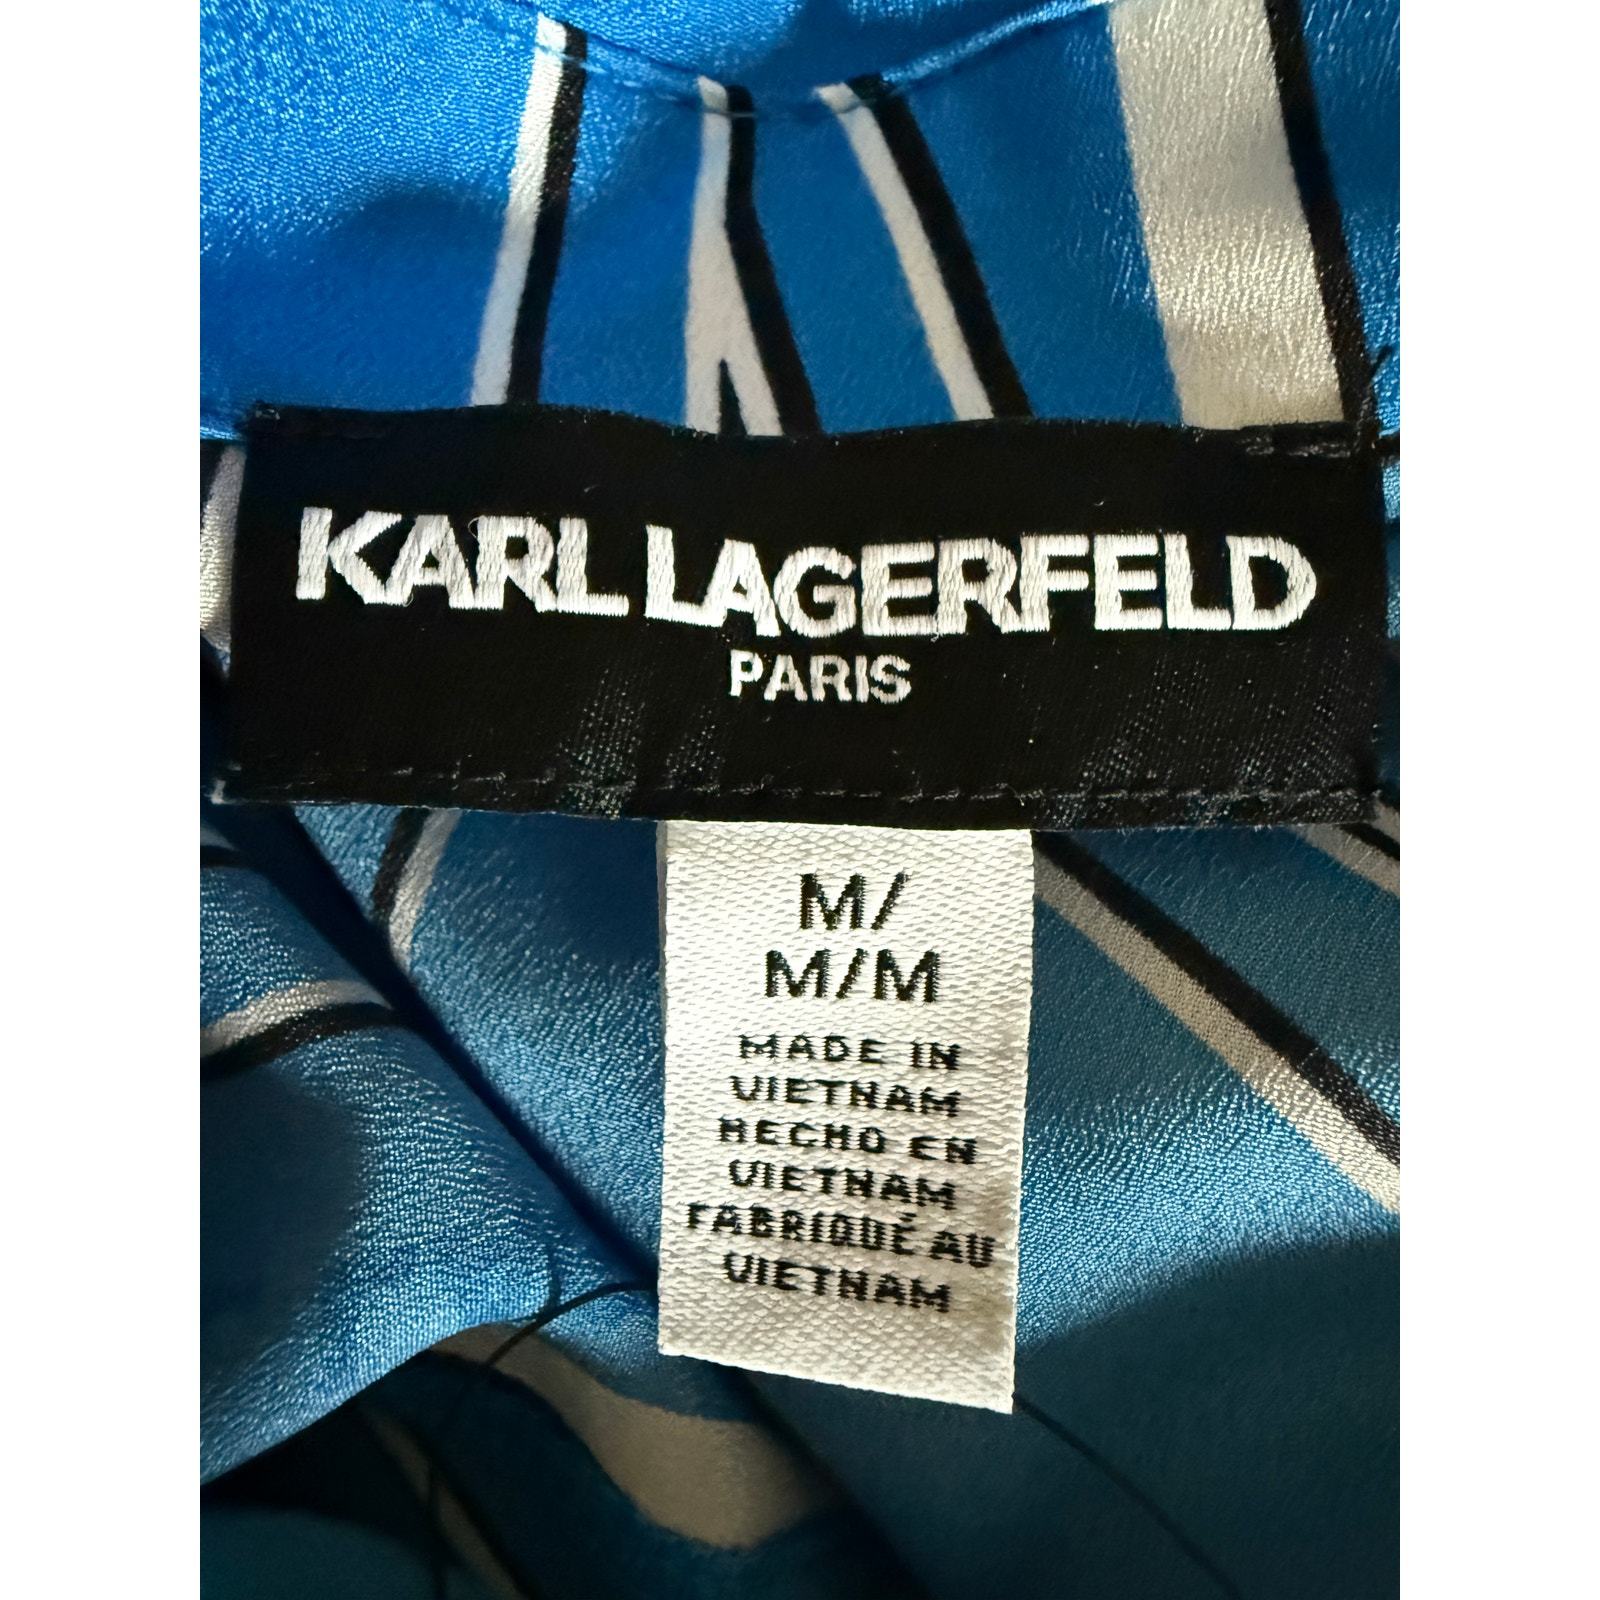 KARL LAGERFELD
PARIS
M/
M/M
MADE IN
VIETNAM
HECHO EN
VIETNAM
FABRIQUÉ AU
VIETNAM